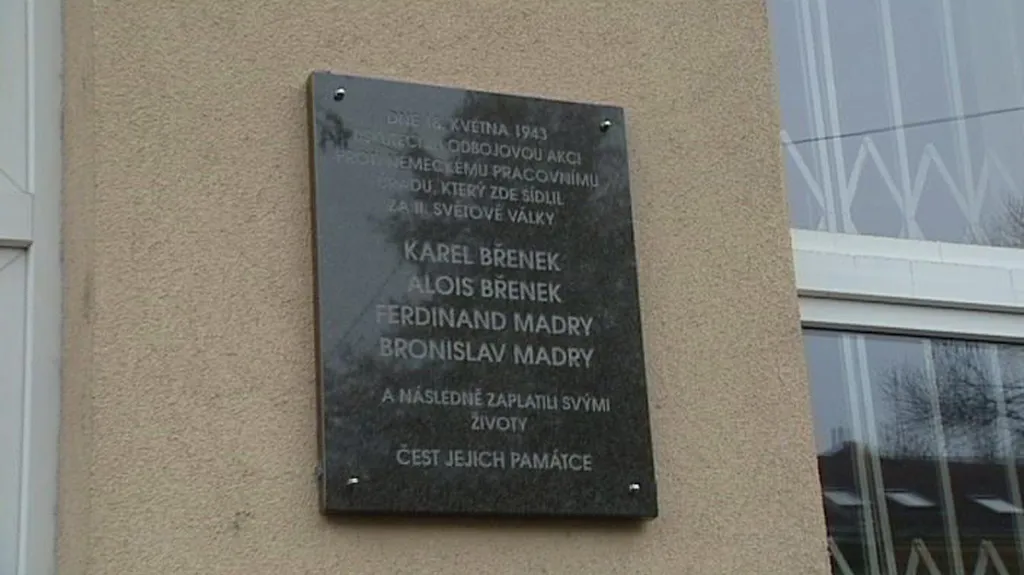 DNE KVĚTNA 1943
ODBOJOVOU AKCI
PROTI NĚMECKÉMU PRACOVNÍMU
ÚŘADU, KTERÝ ZDE SÍDLIL
ZA II. SVĚTOVÉ VÁLKY
KAREL BŘENEK
ALOIS BŘENEK
FERDINAND MADRY
BRONISLAV MADRY
A NÁSLEDNĚ ZAPLATILI SVÝMI
ŽIVOTY
ČEST JEJICH PAMÁTCE